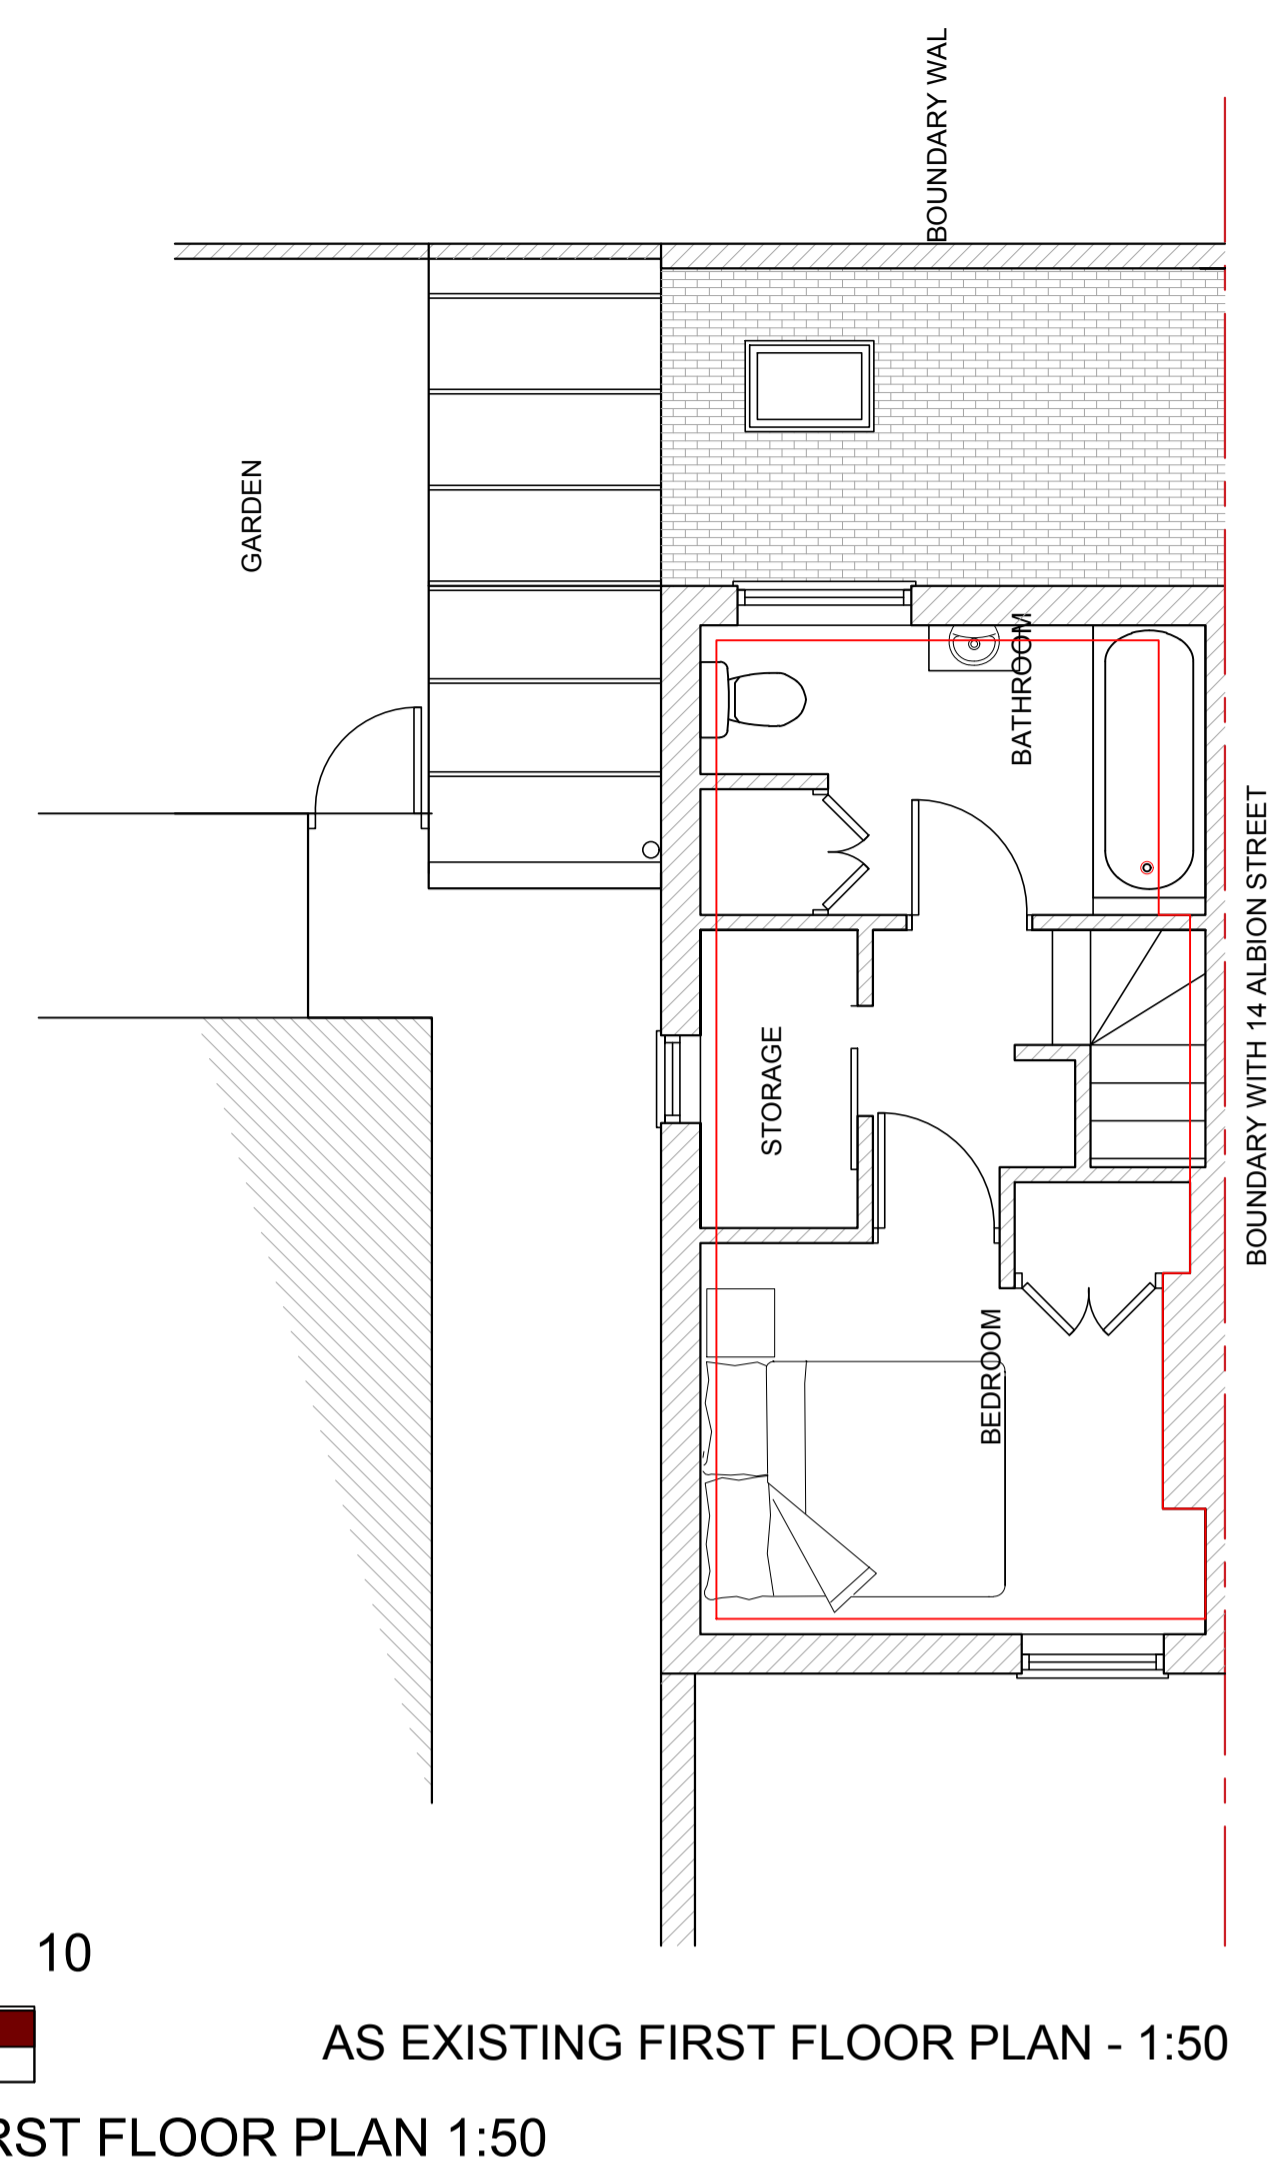 BOUNDARY WAL
GARDEN
BATHROOM
STORAGE
BOUNDARY WITH 14 ALBION STREET
BEDROOM
10
AS EXISTING FIRST FLOOR PLAN - 1:50
RST FLOOR PLAN 1:50